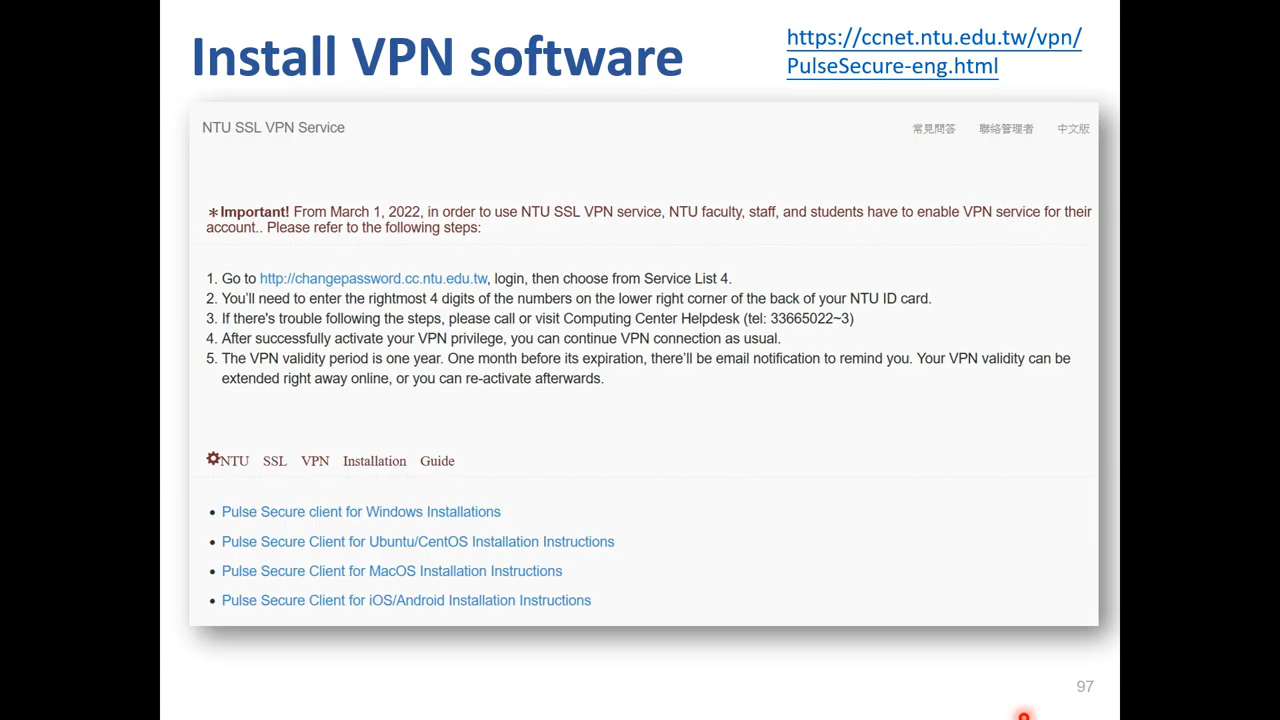 Install VPN software
https://ccnet.ntu.edu.tw/vpn/
PulseSecure-eng.html
NTU SSL VPN Service
常見問答 聯絡管理者 中文版
*Important! From March 1, 2022, in order to use NTU SSL VPN service, NTU faculty, staff, and students have to enable VPN service for their
account.. Please refer to the following steps:
1. Go to http://changepassword.cc.ntu.edu.tw, login, then choose from Service List 4.
2. You'll need to enter the rightmost 4 digits of the numbers on the lower right corner of the back of your NTU ID card.
3. If there's trouble following the steps, please call or visit Computing Center Helpdesk (tel: 33665022~3)
4. After successfully activate your VPN privilege, you can continue VPN connection as usual.
5. The VPN validity period is one year. One month before its expiration, there'll be email notification to remind you. Your VPN validity can be
extended right away online, or you can re-activate afterwards.
NTU SSL VPN Installation Guide
• Pulse Secure client for Windows Installations
• Pulse Secure Client for Ubuntu/CentOS Installation Instructions
• Pulse Secure Client for MacOS Installation Instructions
• Pulse Secure Client for iOS/Android Installation Instructions
97